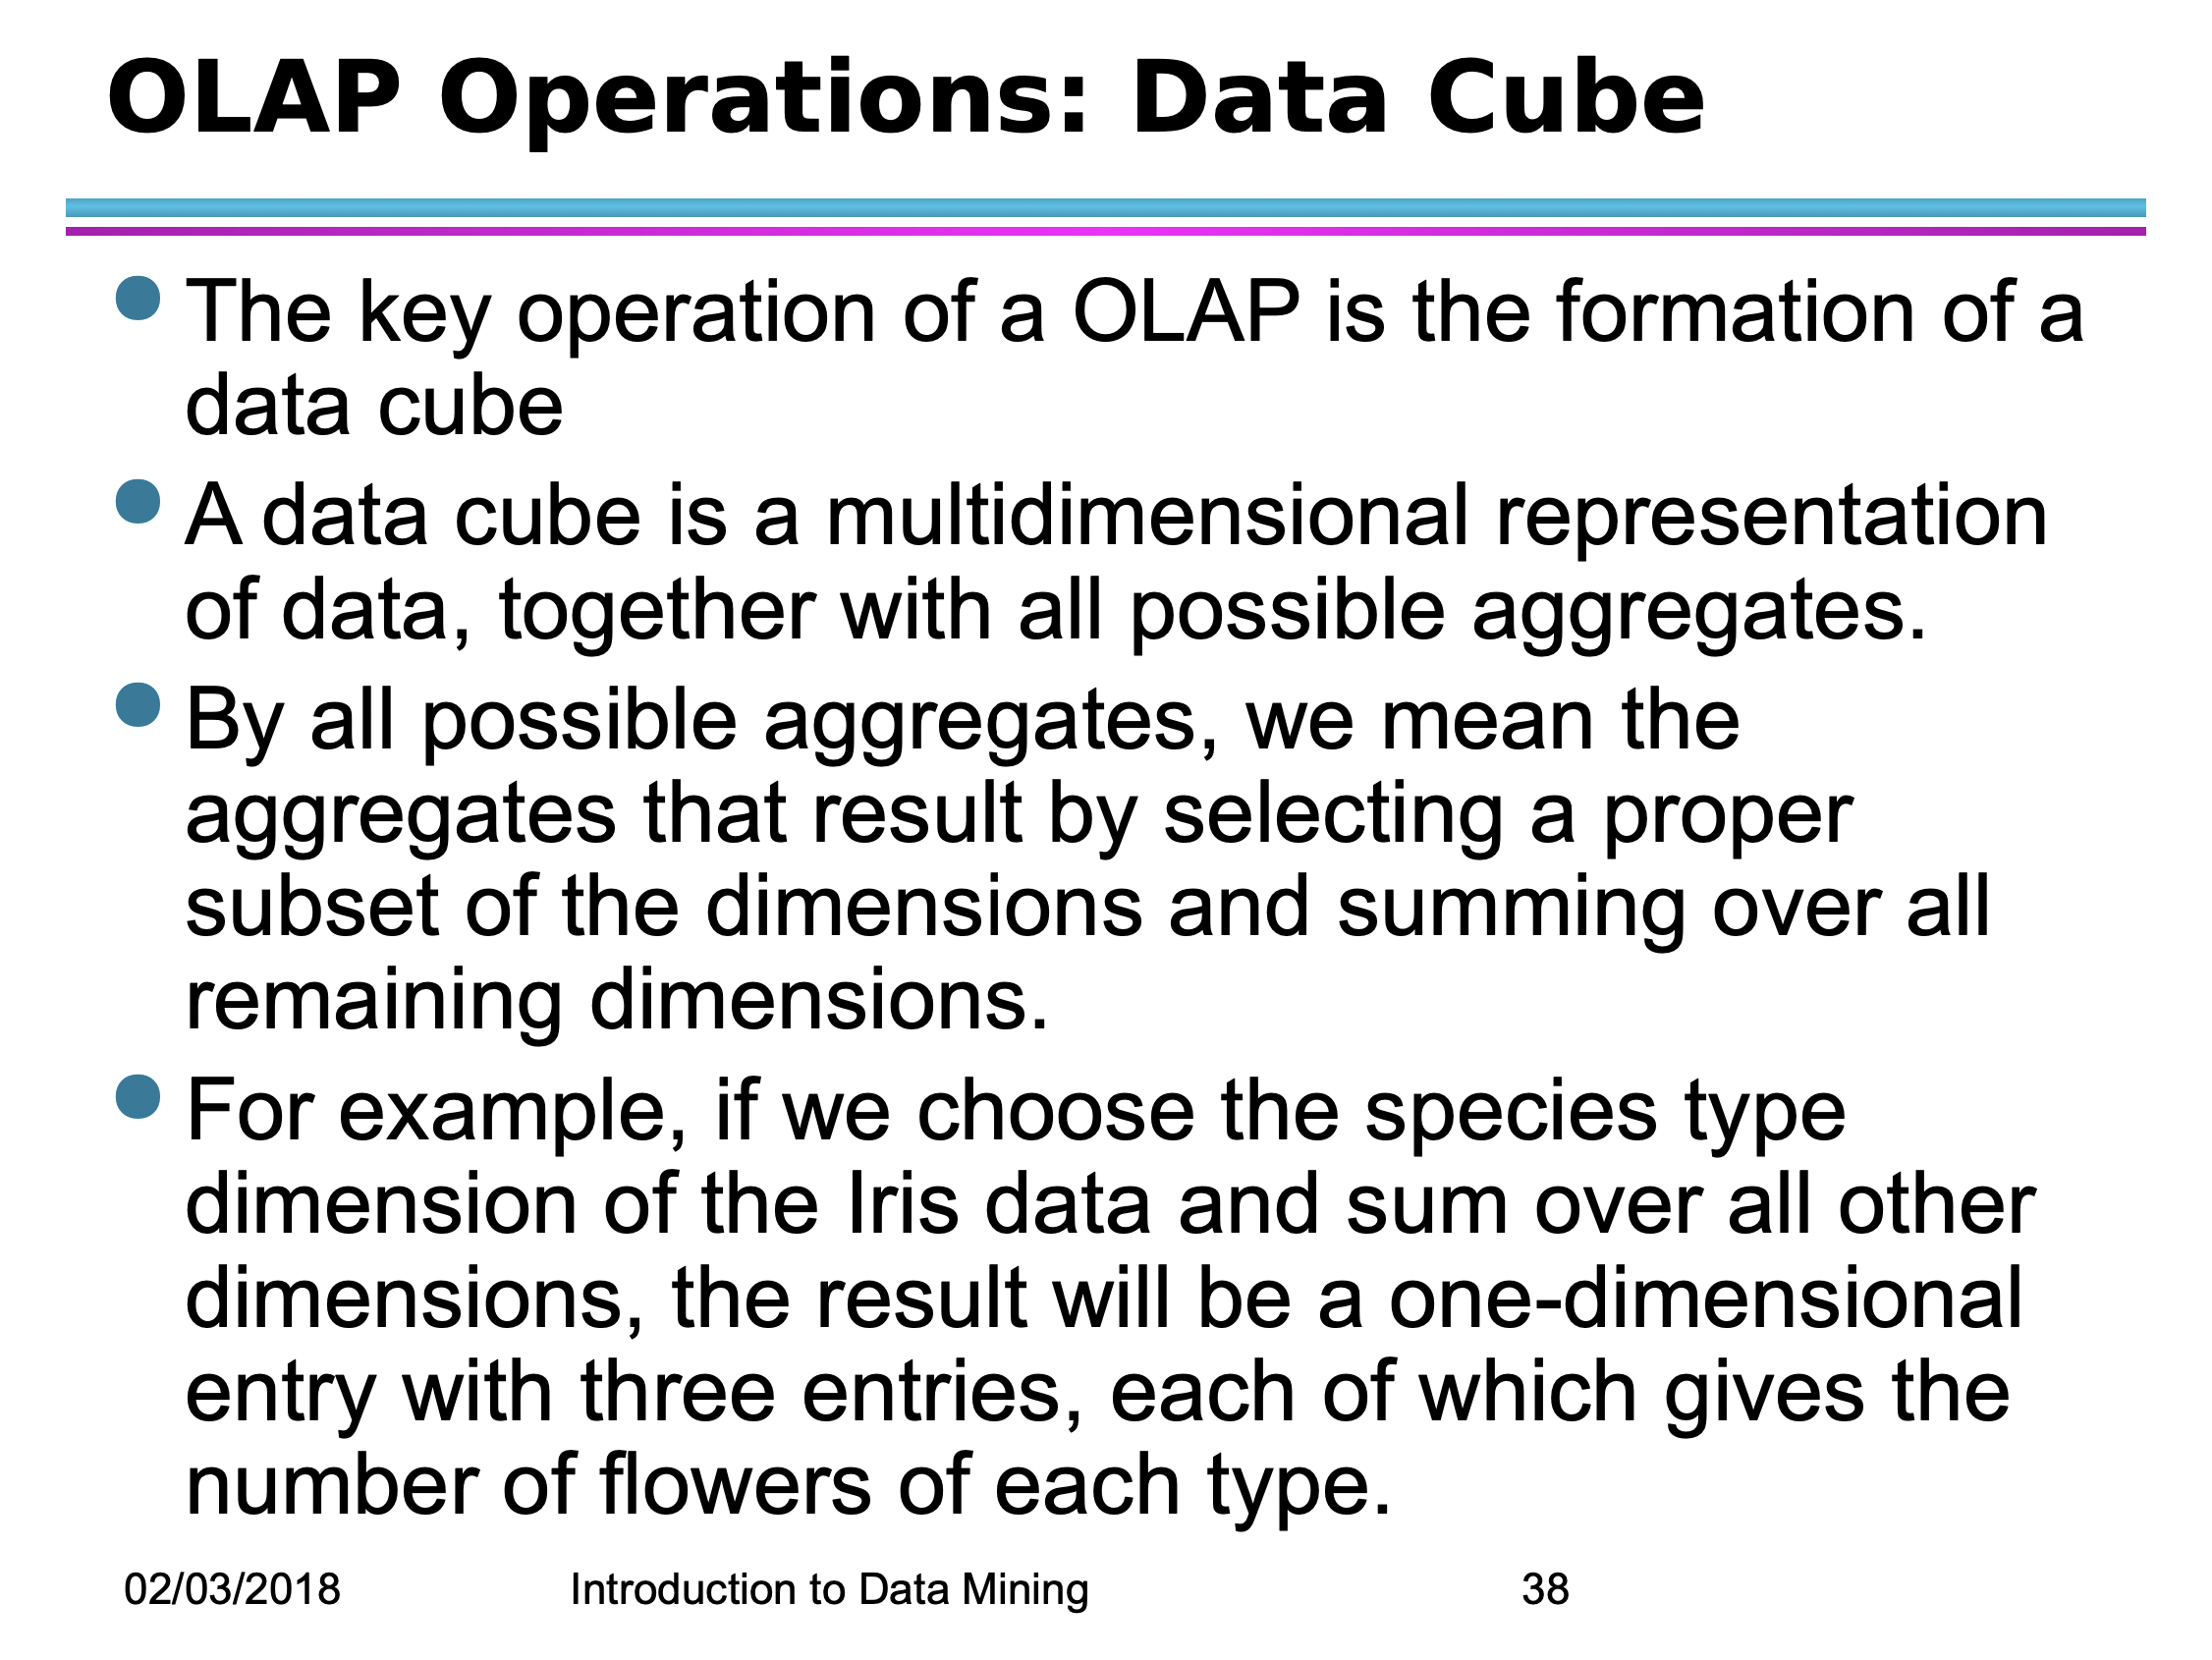 OLAP Operations: Data Cube
● The key operation of a OLAP is the formation of a
data cube
● A data cube is a multidimensional representation
of data, together with all possible aggregates.
● By all possible aggregates, we mean the
aggregates that result by selecting a proper
subset of the dimensions and summing over all
remaining dimensions.
● For example, if we choose the species type
dimension of the Iris data and sum over all other
dimensions, the result will be a one-dimensional
entry with three entries, each of which gives the
number of flowers of each type.
02/03/2018 Introduction to Data Mining 38